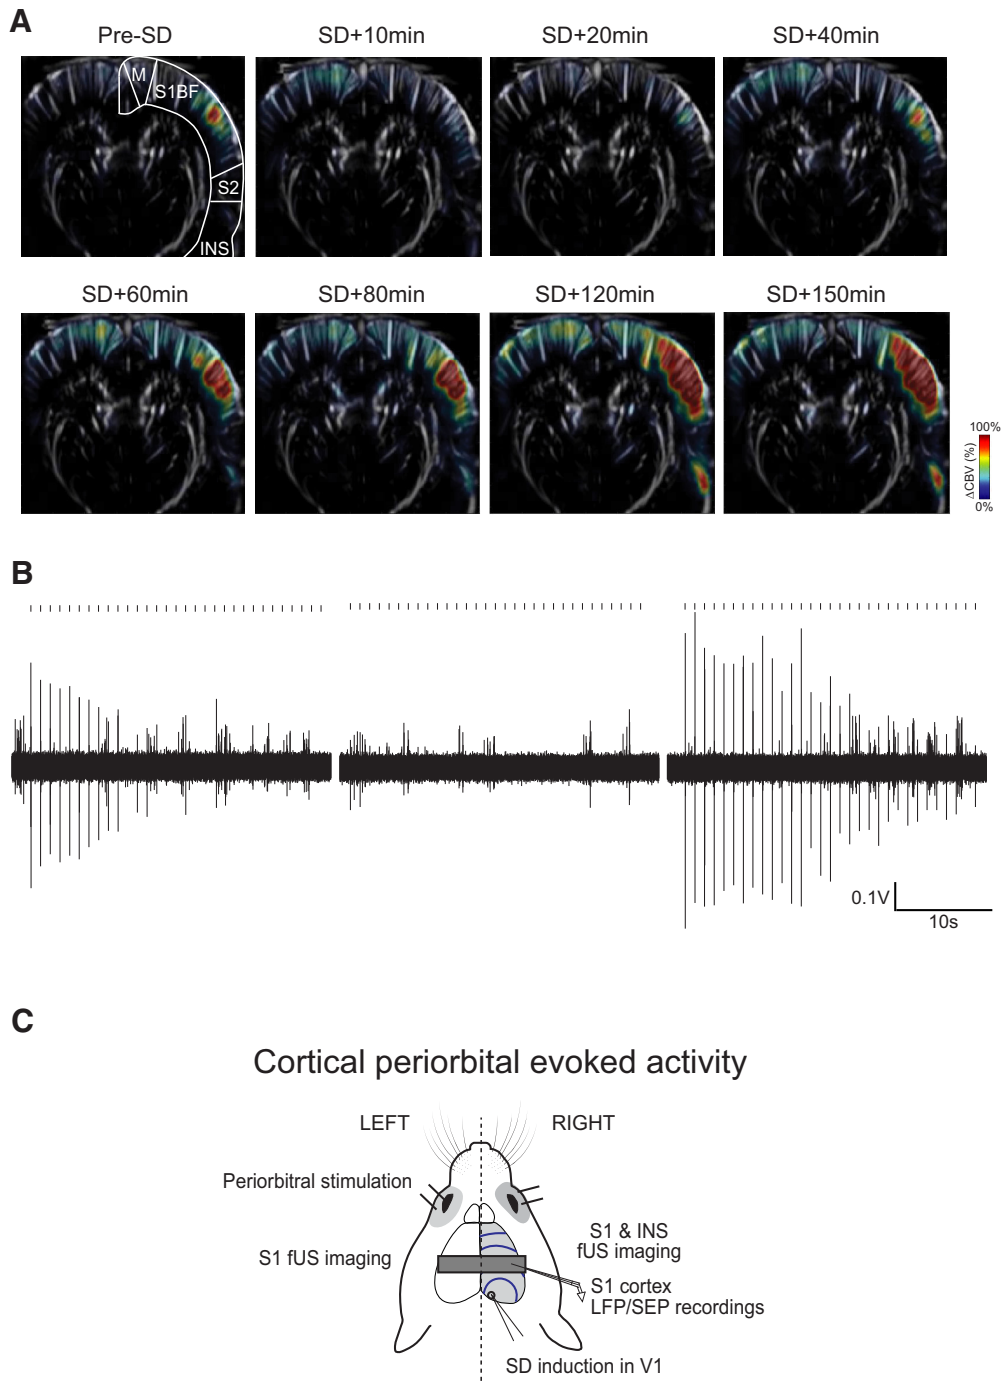 A
Pre-SD
SD+10min
SD+20min
SD+40min
M
S1BF
S2
INS
SD+60min
SD+80min
SD+120min
SD+150min
100%
ΔCBV (%)
0%
B
0.1V
10s
C
Cortical periorbital evoked activity
LEFT
RIGHT
Periorbitral stimulation
S1 fUS imaging
S1 & INS
fUS imaging
S1 cortex
LFP/SEP recordings
SD induction in V1